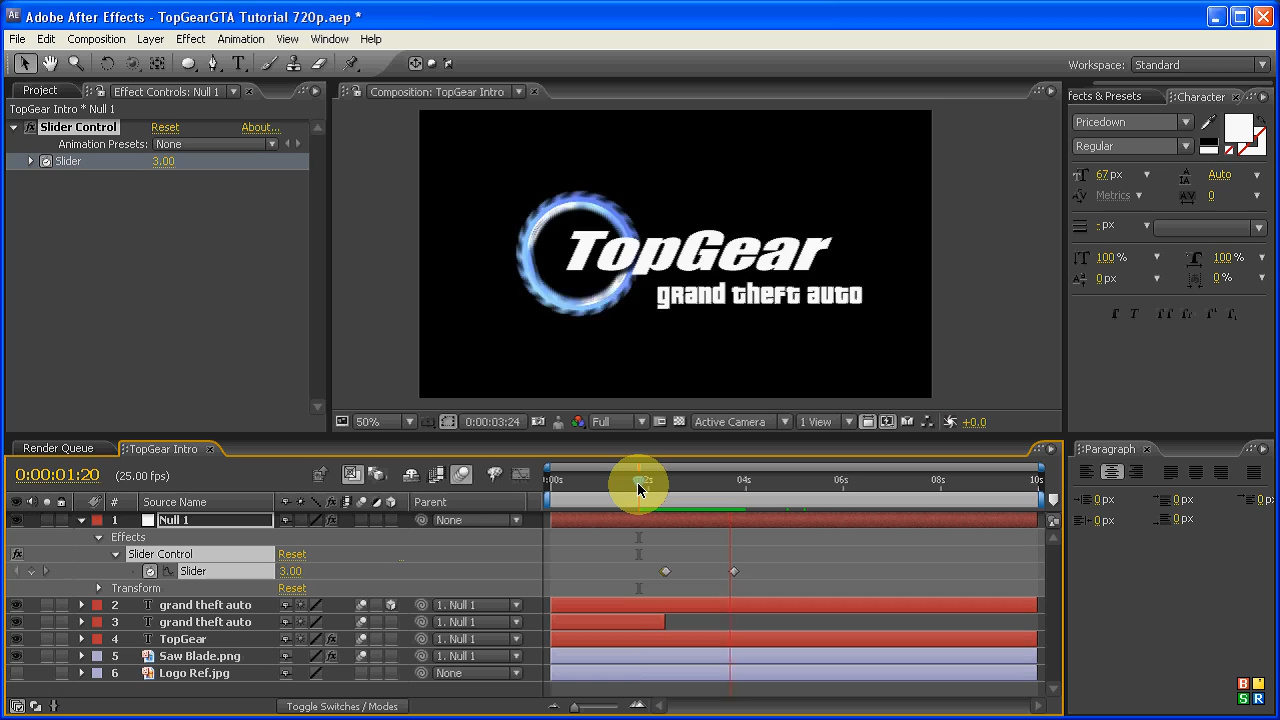 Adobe After Effects - TopGearGTA Tutorial 720p.aep *
File Edit Composition Layer Effect Animation View Window Help
Workspace: Standard
Project Effect Controls: Null 1
TopGear Intro * Null 1
Slider Control Reset About...
Animation Presets: None
Slider 3.00
Composition: TopGear Intro
TopGear
grand theft auto
50% 0:00:03:24 Full Active Camera 1 View +0.0
fects & Presets Character
Pricedown
Regular
67 px Auto
Metrics 0
- px
100 % 100 %
0 px 0 %
T T TT Tr T¹ T₁
Render Queue TopGear Intro
0:00:01:20 (25.00 fps)
# Source Name Parent
:00s 02s 04s 06s 08s 10s
1 Null 1 None
Effects
Slider Control Reset
Slider 3.00
Transform Reset
2 T grand theft auto 1. Null 1
3 T grand theft auto 1. Null 1
4 T TopGear 1. Null 1
5 Saw Blade.png 1. Null 1
6 Logo Ref.jpg None
Toggle Switches / Modes
Paragraph
0 px 0 px 0 px
0 px 0 px
B
S R